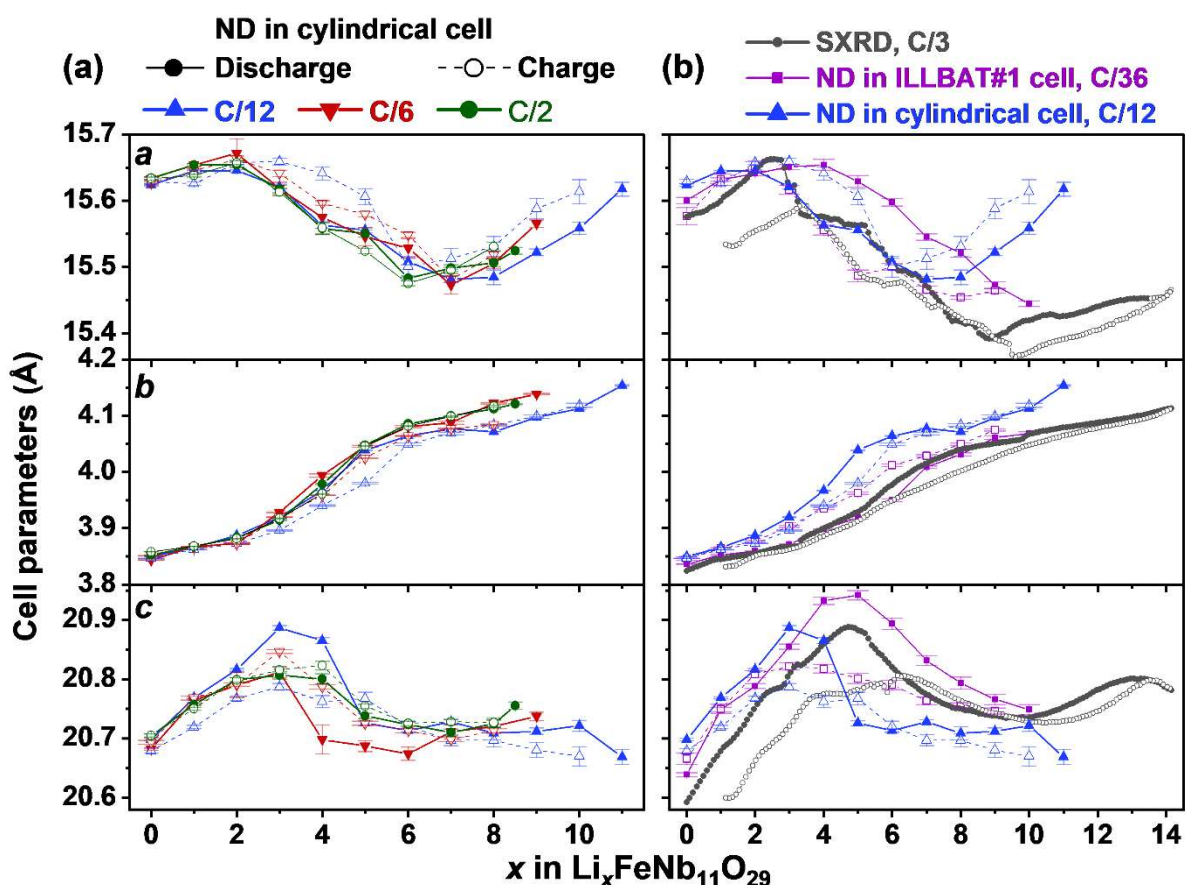 ND in cylindrical cell
(a) Discharge Charge
C/12 C/6 C/2
(b) SXRD, C/3
ND in ILLBAT#1 cell, C/36
ND in cylindrical cell, C/12
Cell parameters (Å)
a
15.7
15.6
15.5
15.4
4.2
b
4.1
4.0
3.9
3.8
c
20.9
20.8
20.7
20.6
0 2 4 6 8 10
0 2 4 6 8 10 12 14
x in LiₓFeNb₁₁O₂₉